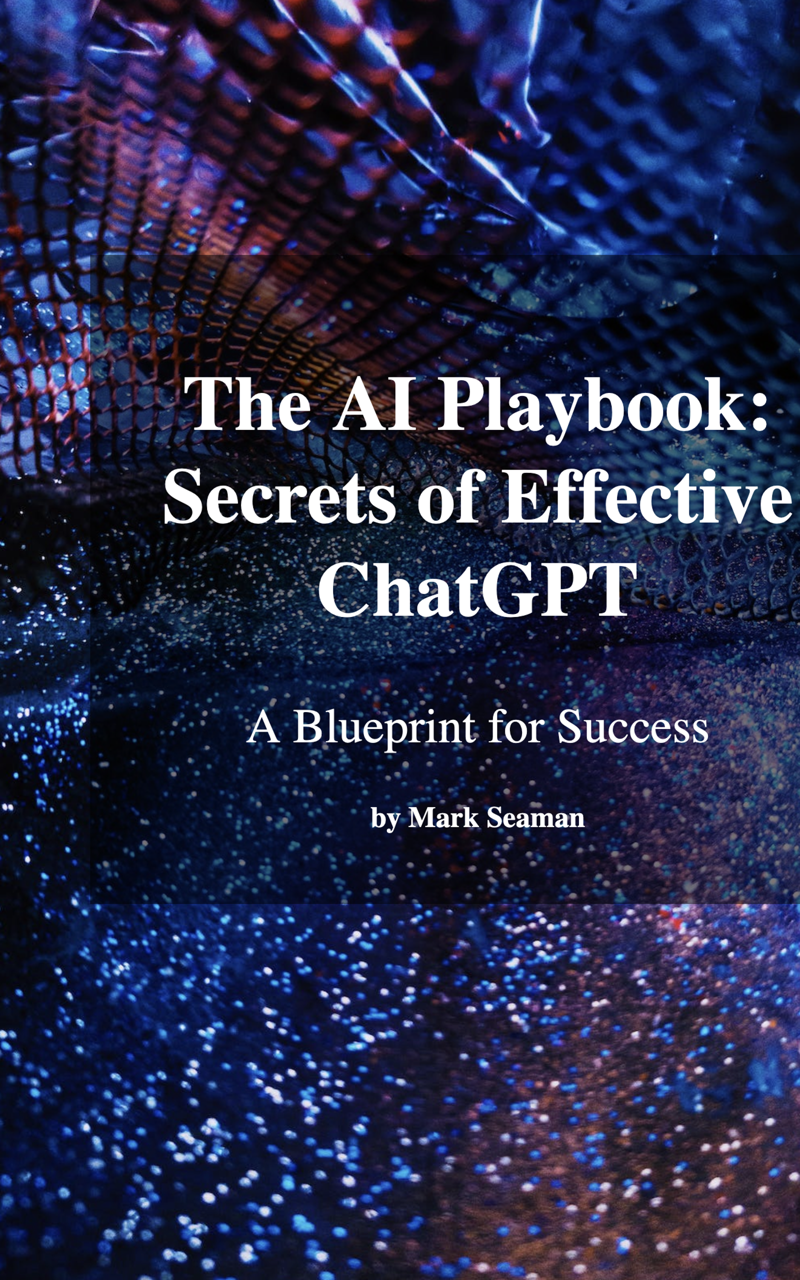 The AI Playbook:
Secrets of Effective
ChatGPT
A Blueprint for Success
by Mark Seaman